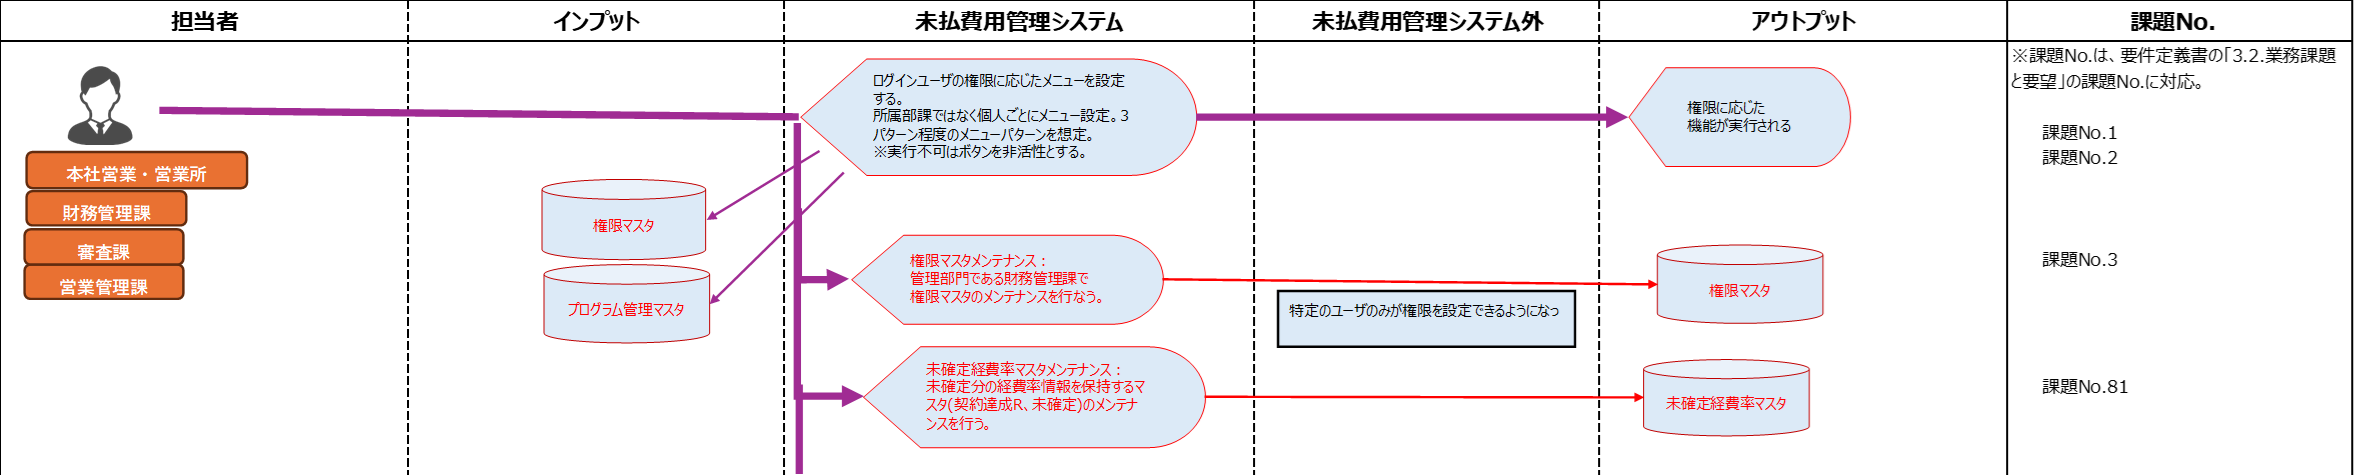 担当者
インプット
未払費用管理システム
未払費用管理システム外
アウトプット
課題No.
本社営業・営業所
財務管理課
審査課
営業管理課
権限マスタ
プログラム管理マスタ
ログインユーザの権限に応じたメニューを設定
する。
所属部課ではなく個人ごとにメニュー設定。3
パターン程度のメニューパターンを想定。
※実行不可はボタンを非活性とする。
権限マスタメンテナンス：
管理部門である財務管理課で
権限マスタのメンテナンスを行なう。
未確定経費率マスタメンテナンス：
未確定分の経費率情報を保持するマ
スタ(契約達成R、未確定)のメンテナ
ンスを行う。
特定のユーザのみが権限を設定できるようになっ
権限に応じた
機能が実行される
権限マスタ
未確定経費率マスタ
※課題No.は、要件定義書の「3.2.業務課題
と要望」の課題No.に対応。
課題No.1
課題No.2
課題No.3
課題No.81